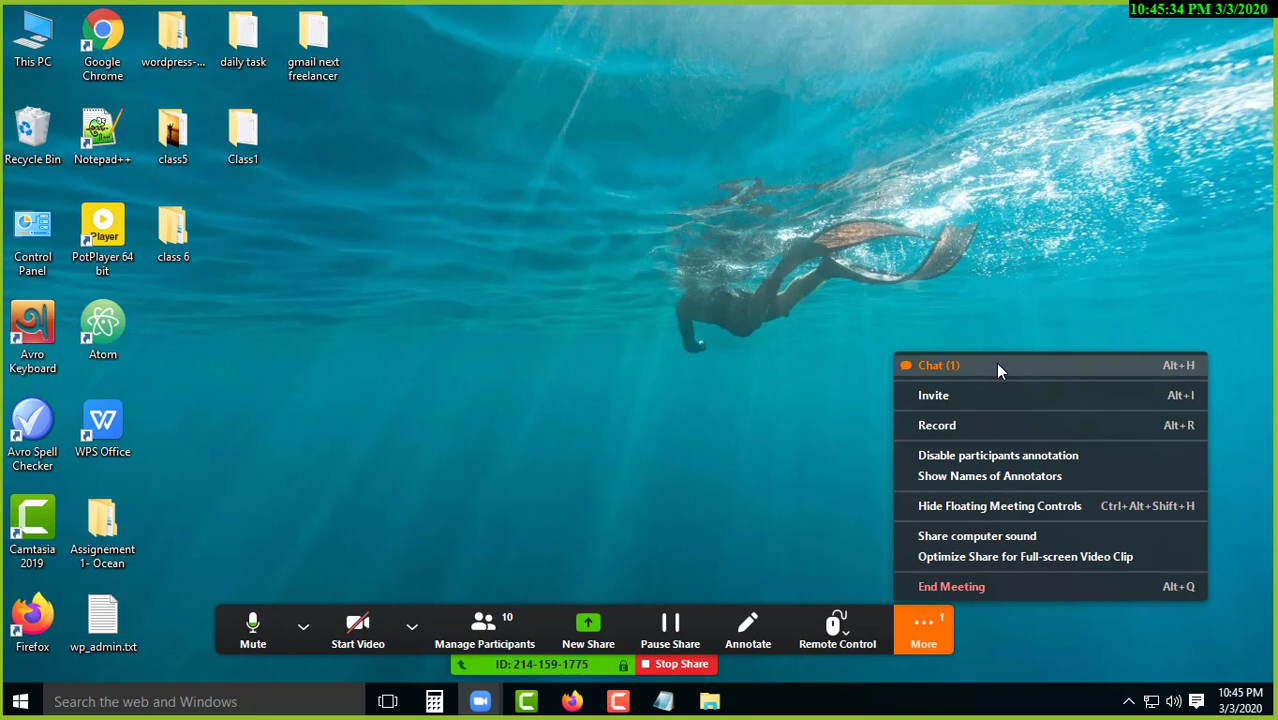 10:45:34 PM 3/3/2020
This PC
Google
Chrome
wordpress-...
daily task
gmail next
freelancer
Recycle Bin
Notepad++
class5
Class1
Control
Panel
Player
PotPlayer 64
bit
class 6
Avro
Keyboard
Atom
Avro Spell
Checker
W
WPS Office
Camtasia
2019
Assignement
1- Ocean
Firefox
wp_admin.txt
Chat (1) Alt+H
Invite Alt+I
Record Alt+R
Disable participants annotation
Show Names of Annotators
Hide Floating Meeting Controls Ctrl+Alt+Shift+H
Share computer sound
Optimize Share for Full-screen Video Clip
End Meeting Alt+Q
Mute
Start Video
10
Manage Participants
New Share
Pause Share
Annotate
Remote Control
1
More
ID: 214-159-1775
Stop Share
Search the web and Windows
10:45 PM
3/3/2020